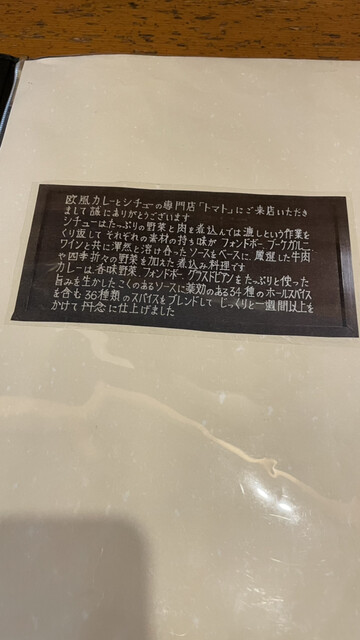 欧風カレーとシチューの専門店「トマト」にご来店いただき
まして誠にありがとうございます
シチューはたっぷりの野菜と肉を煮込んでは漉しという作業を
くり返して それぞれの素材の持ち味が フォンドボー、ブーケガルニ、
ワインと共に渾然と溶け合ったソースをベースに、厳選した牛肉
や四季折々の野菜を加えた煮込み料理です
カレーは、香味野菜、フォンドボー、グラスドビアンをたっぷりと使った
旨みを生かしたこくのあるソースに薬効のある34種のホールスパイス
を含む36種類のスパイスをブレンドして じっくりと一週間以上を
かけて丹念に仕上げました